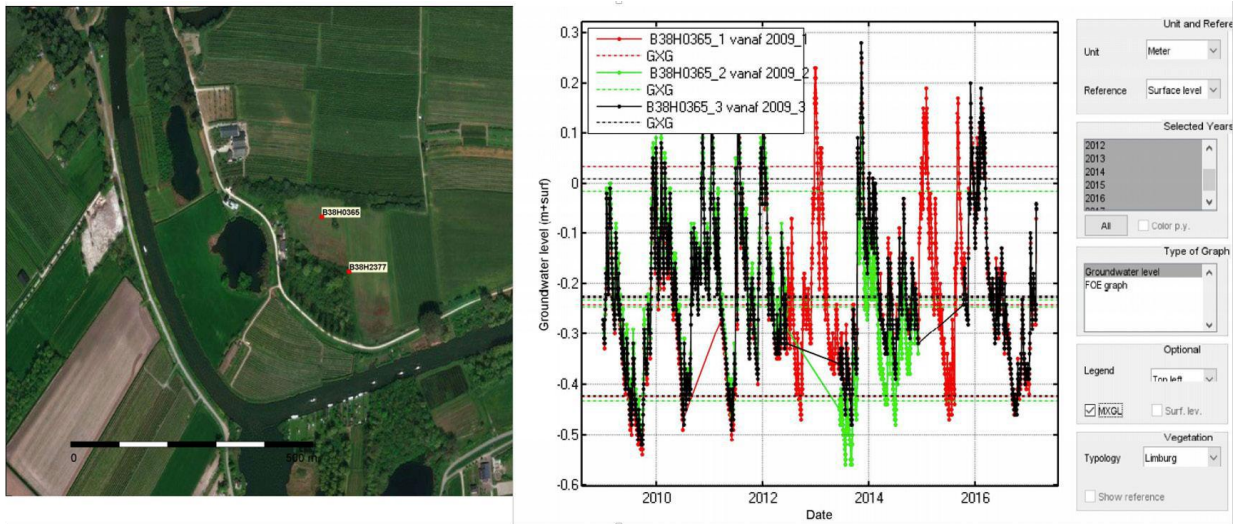 B38H0365
B38H2377
0
500 m
B38H0365_1 vanaf 2009_1
GXG
B38H0365_2 vanaf 2009_2
GXG
B38H0365_3 vanaf 2009_3
GXG
0.3
0.2
0.1
0
-0.1
-0.2
-0.3
-0.4
-0.5
-0.6
Groundwater level (m+surf)
2010
2012
2014
2016
Date
Unit and Refere
Unit
Meter
Reference
Surface level
Selected Years
2012
2013
2014
2015
2016
All
Color p.y.
Type of Graph
Groundwater level
FOE graph
Optional
Legend
Top left
MXGL
Surf. lev.
Vegetation
Typology
Limburg
Show reference